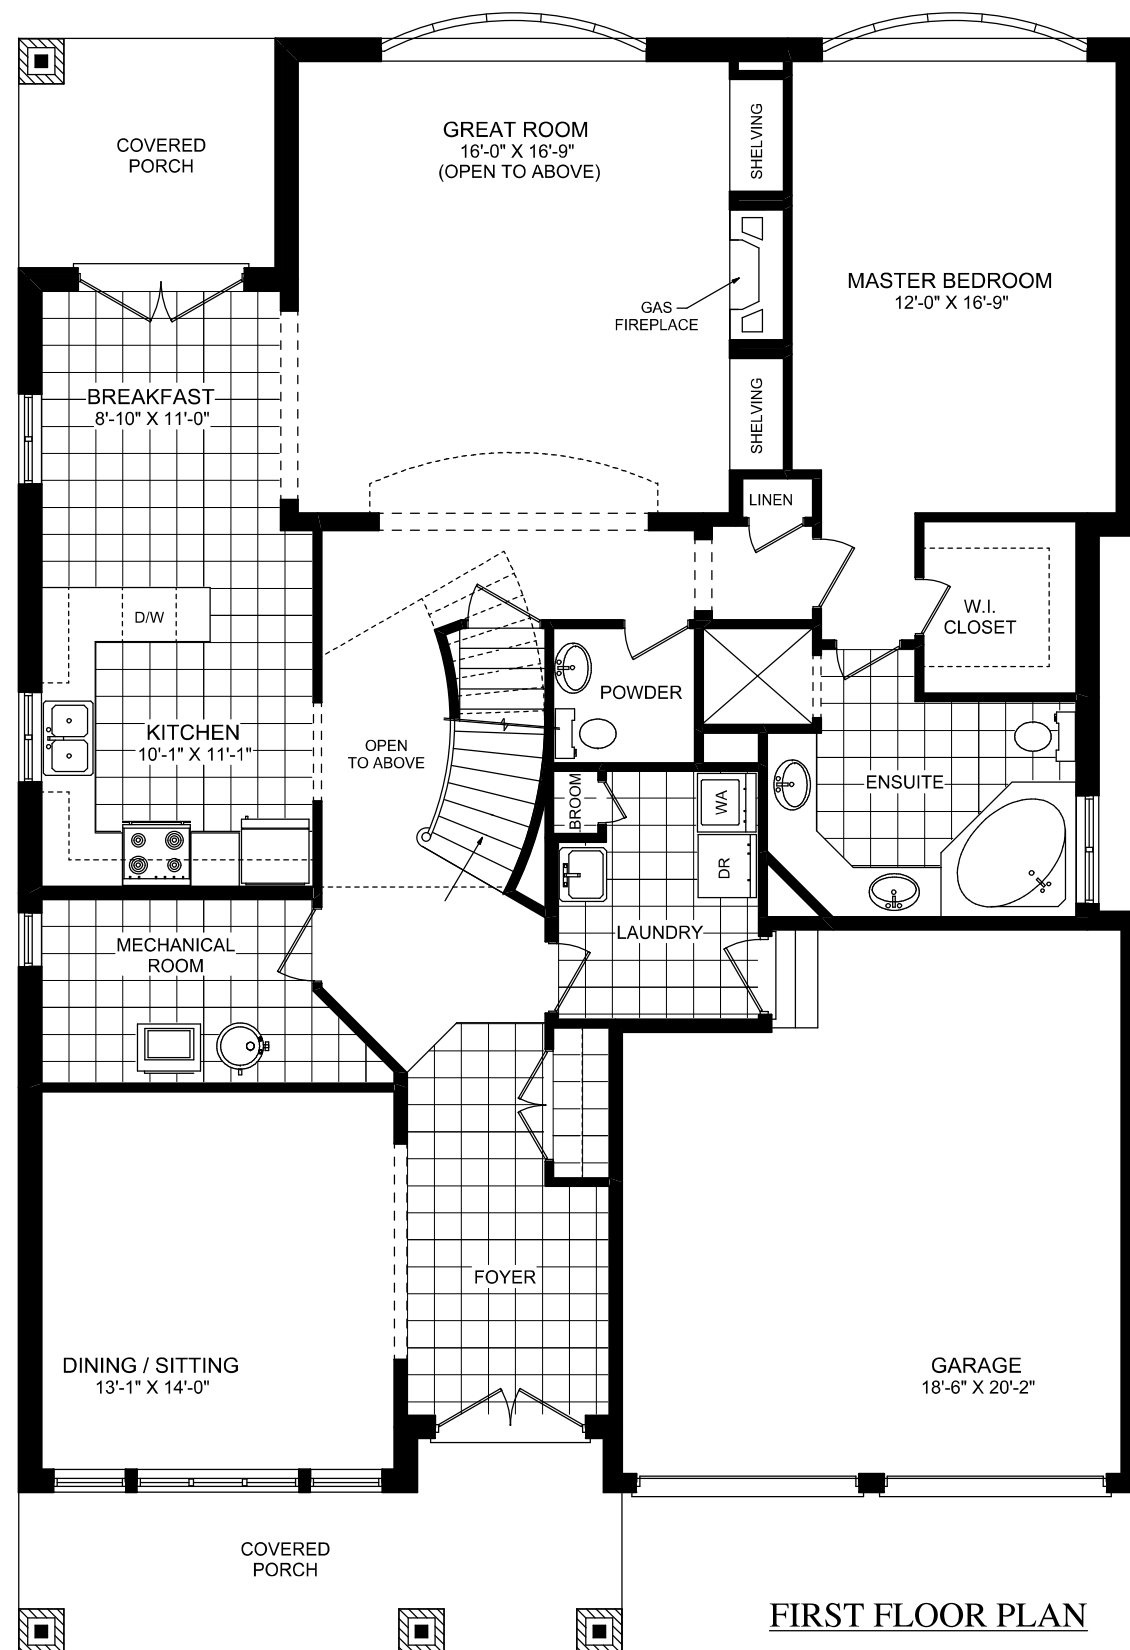 GREAT ROOM
16'-0" X 16'-9"
(OPEN TO ABOVE)
COVERED
PORCH
SHELVING
MASTER BEDROOM
12'-0" X 16'-9"
GAS
FIREPLACE
BREAKFAST
8'-10" X 11'-0"
SHELVING
LINEN
D/W
W.I.
CLOSET
POWDER
KITCHEN
10'-1" X 11'-1"
OPEN
TO ABOVE
ENSUITE
BROOM
WA
DR
LAUNDRY
MECHANICAL
ROOM
FOYER
DINING / SITTING
13'-1" X 14'-0"
GARAGE
18'-6" X 20'-2"
COVERED
PORCH
FIRST FLOOR PLAN